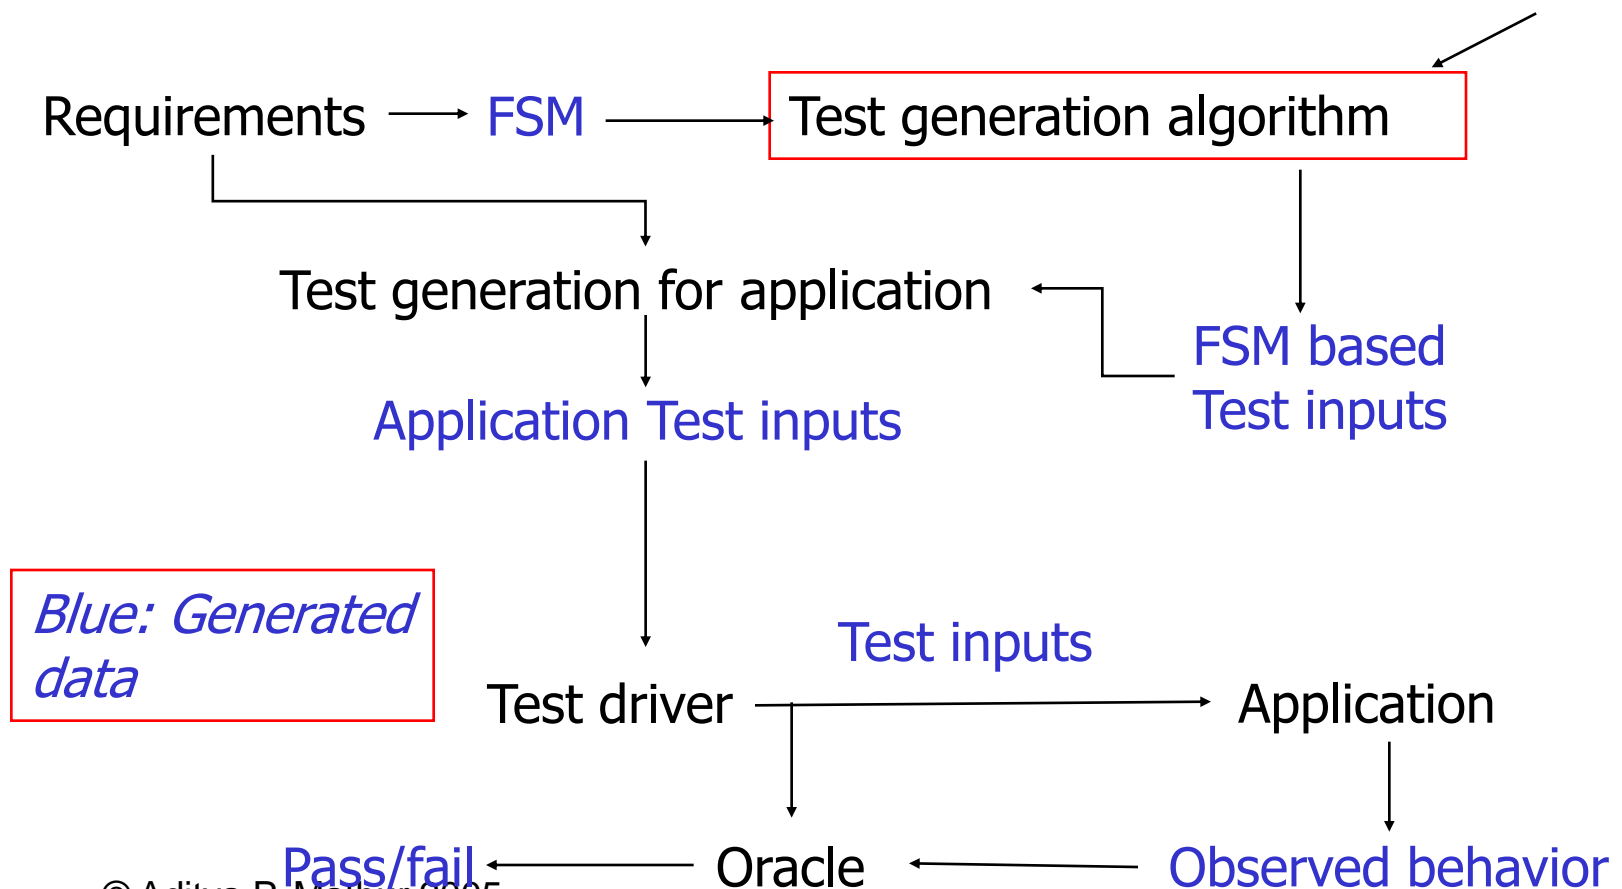 Requirements
FSM
Test generation algorithm
Test generation for application
FSM based
Test inputs
Application Test inputs
Blue: Generated
data
Test inputs
Test driver
Application
Pass/fail
Oracle
Observed behavior
© Aditya P.